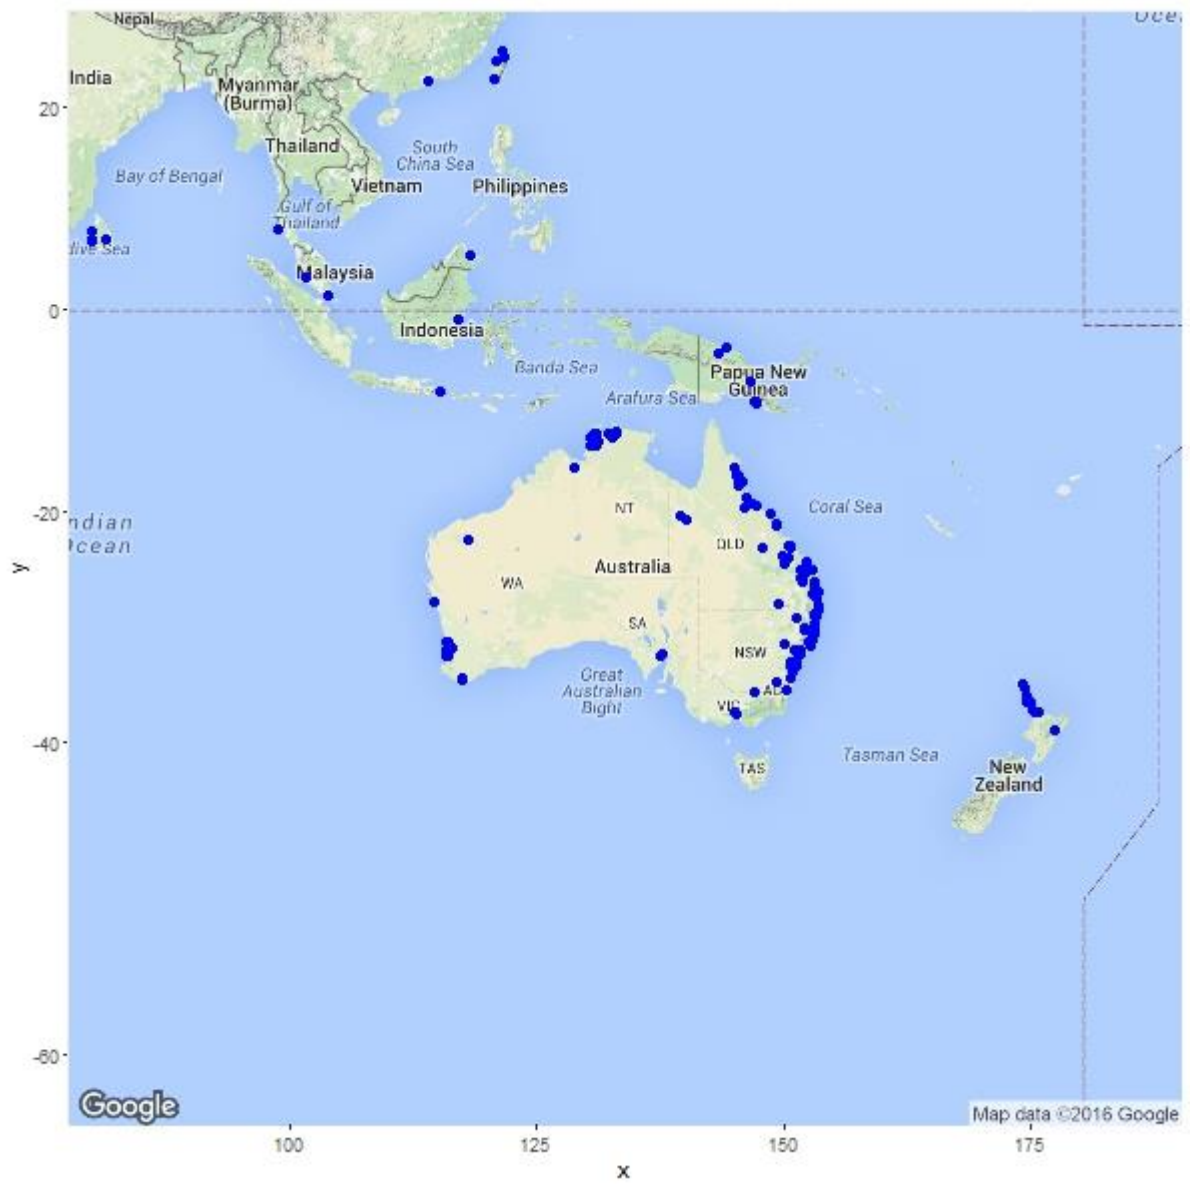 Nepal
Oce
India
Myanmar
(Burma)
20
Thailand
South
China Sea
Bay of Bengal
Vietnam
Philippines
Gulf of
Thailand
dive Sea
Malaysia
0
Indonesia
Banda Sea
Papua New
Guinea
Arafura Sea
-20
ndian
Ocean
NT
Coral Sea
QLD
Australia
WA
SA
NSW
Great
Australian
Bight
VIC
Tasman Sea
-40
TAS
New
Zealand
-60
Google
Map data ©2016 Google
100
125
150
175
x
y